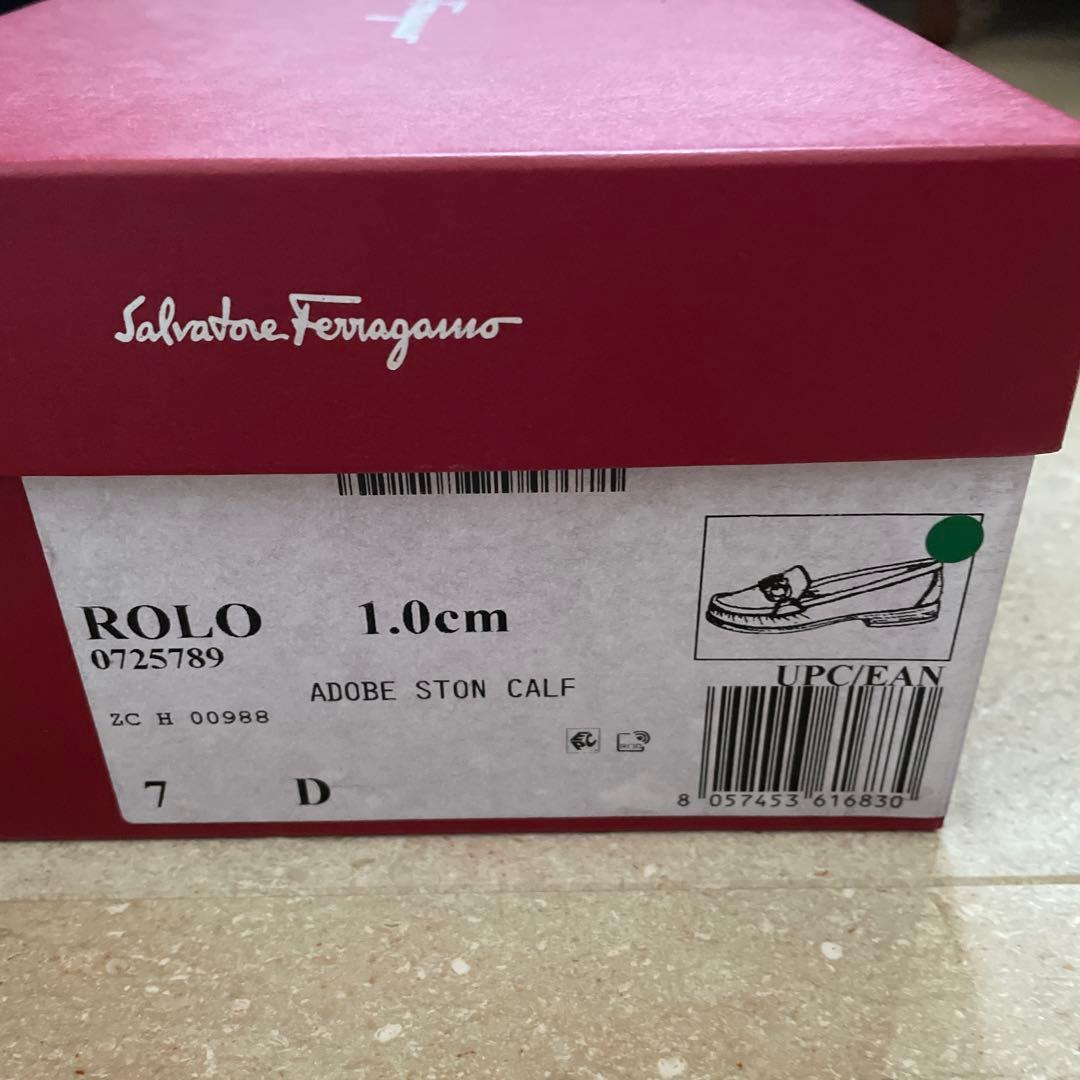 Salvatore Ferragamo
ROLO 1.0cm
0725789
ADOBE STON CALF
ZC H 00988
7 D
UPC/EAN
8 057453 616830